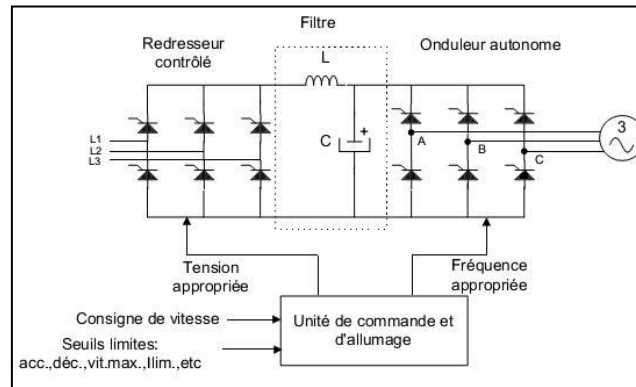 Filtre
Redresseur
contrôlé
L
Onduleur autonome
L1
L2
L3
C
+
A
B
C
3
Tension
appropriée
Fréquence
appropriée
Consigne de vitesse
Seuils limites:
acc.,déc.,vit.max.,Ilim.,etc
Unité de commande et
d'allumage